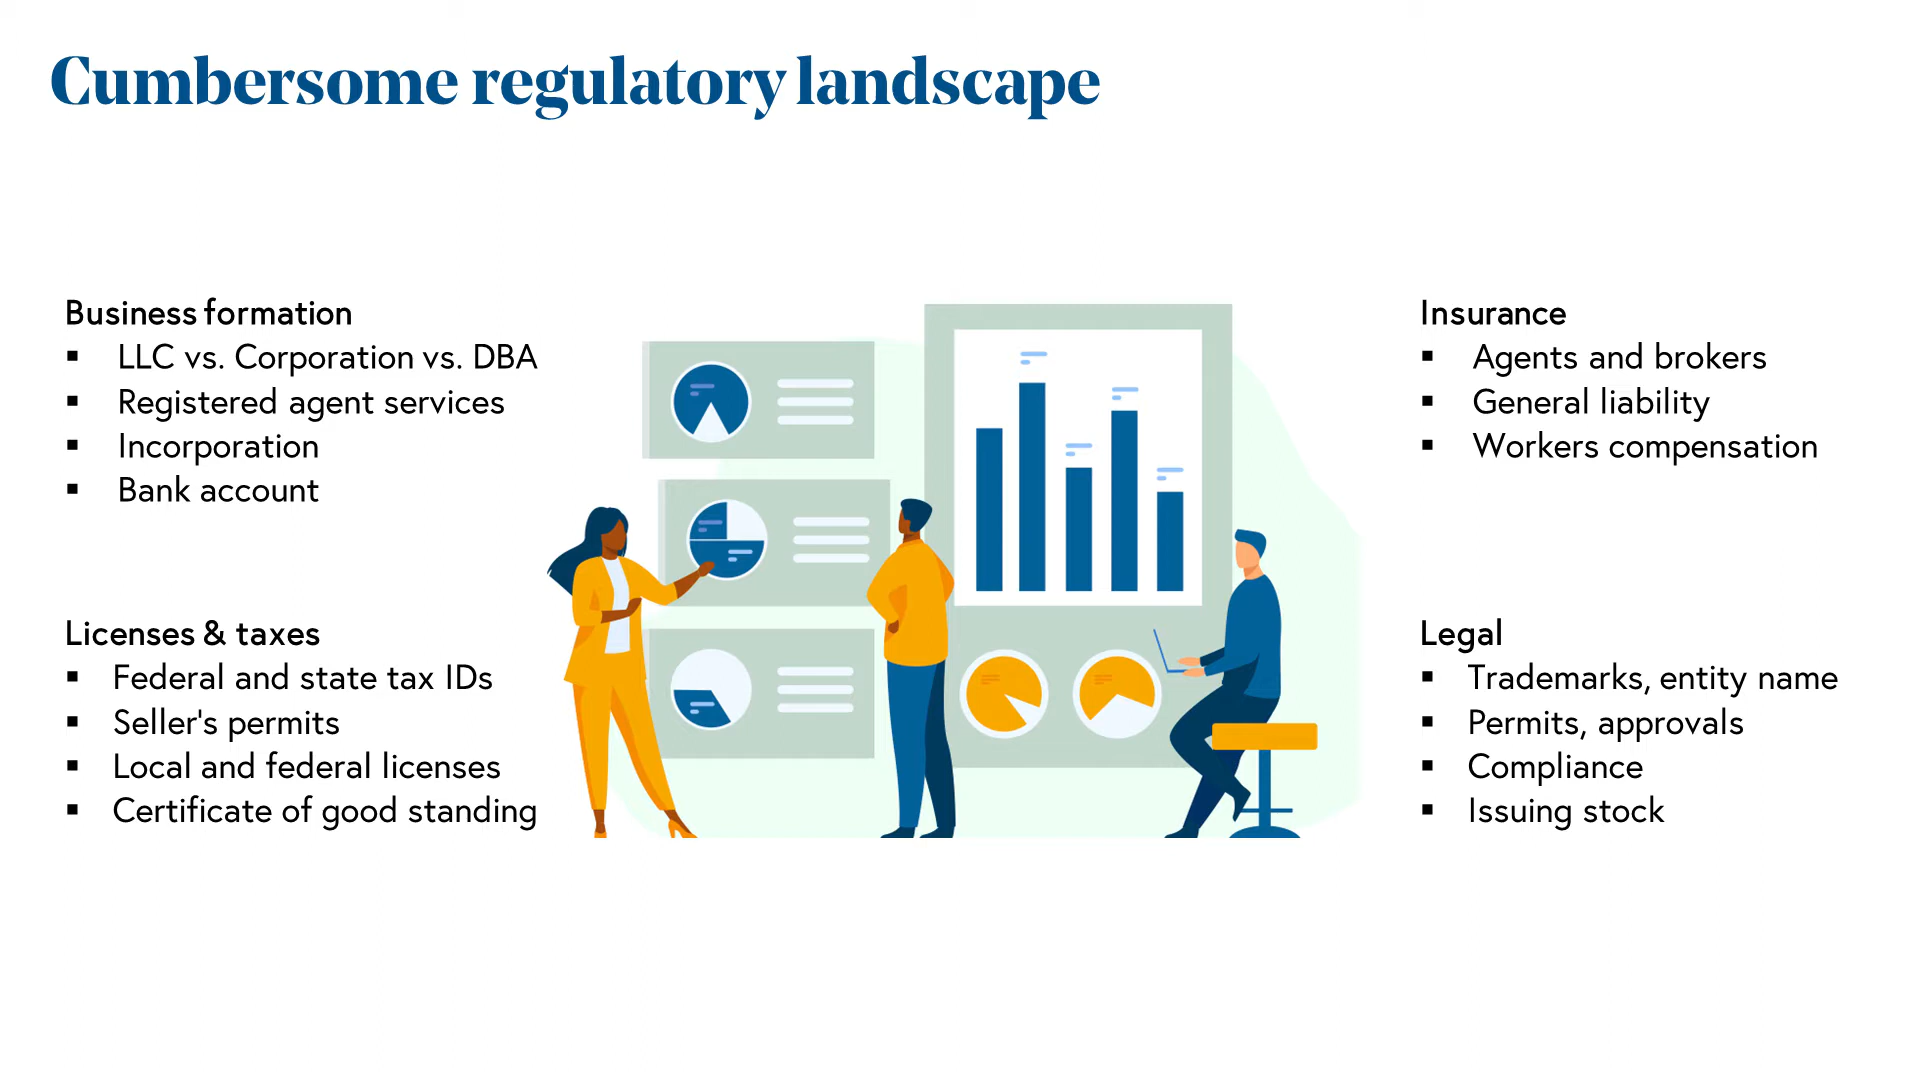 Cumbersome regulatory landscape
Business formation
▪ LLC vs. Corporation vs. DBA
▪ Registered agent services
▪ Incorporation
▪ Bank account
Licenses & taxes
▪ Federal and state tax IDs
▪ Seller's permits
▪ Local and federal licenses
▪ Certificate of good standing
Insurance
▪ Agents and brokers
▪ General liability
▪ Workers compensation
Legal
▪ Trademarks, entity name
▪ Permits, approvals
▪ Compliance
▪ Issuing stock